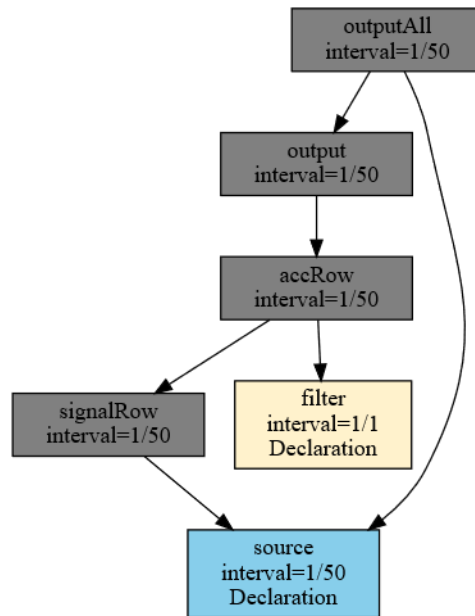 outputAll
interval=1/50
output
interval=1/50
accRow
interval=1/50
signalRow
interval=1/50
filter
interval=1/1
Declaration
source
interval=1/50
Declaration